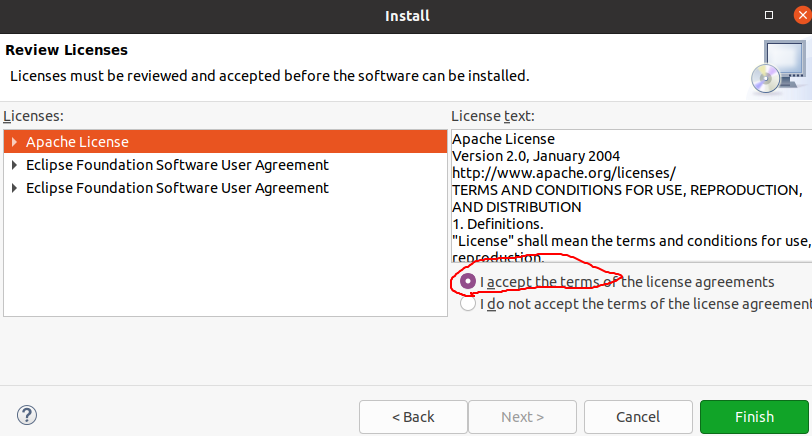 Install
Review Licenses
Licenses must be reviewed and accepted before the software can be installed.
Licenses:
Apache License
Eclipse Foundation Software User Agreement
Eclipse Foundation Software User Agreement
License text:
Apache License
Version 2.0, January 2004
http://www.apache.org/licenses/
TERMS AND CONDITIONS FOR USE, REPRODUCTION,
AND DISTRIBUTION
1. Definitions.
"License" shall mean the terms and conditions for use,
reproduction,
I accept the terms of the license agreements
I do not accept the terms of the license agreement
?
< Back
Next >
Cancel
Finish